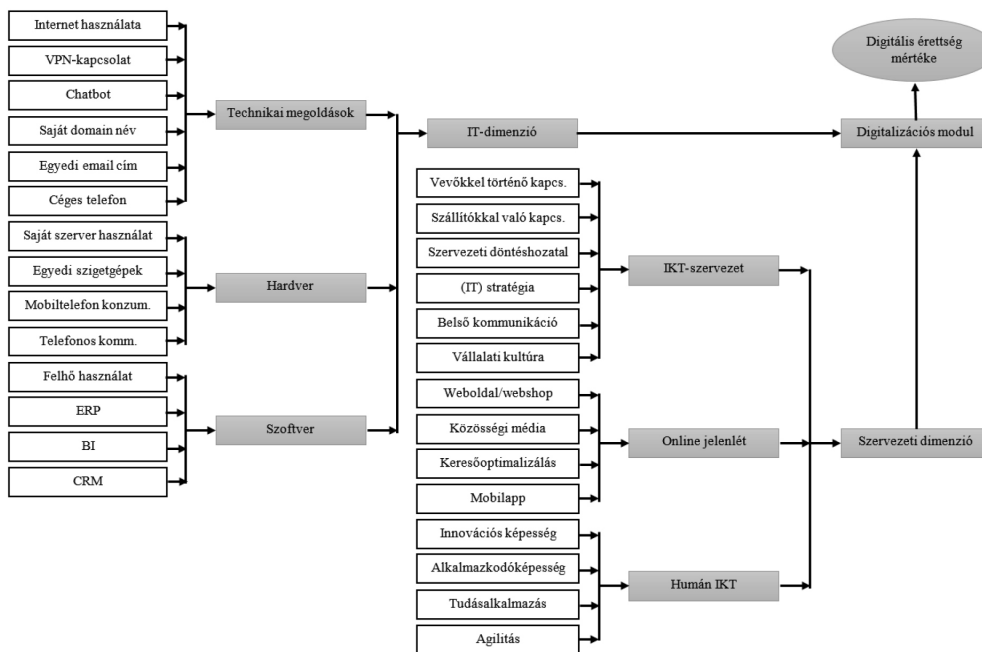 Internet használata
VPN-kapcsolat
Chatbot
Saját domain név
Egyedi email cím
Céges telefon
Technikai megoldások
Saját szerver használat
Egyedi szigetgépek
Mobiltelefon konzum.
Telefonos komm.
Hardver
Felhő használat
ERP
BI
CRM
Szoftver
IT-dimenzió
Vevőkkel történő kapcs.
Szállítókkal való kapcs.
Szervezeti döntéshozatal
(IT) stratégia
Belső kommunikáció
Vállalati kultúra
IKT-szervezet
Weboldal/webshop
Közösségi média
Keresőoptimalizálás
Mobilapp
Online jelenlét
Innovációs képesség
Alkalmazkodóképesség
Tudásalkalmazás
Agilitás
Humán IKT
Szervezeti dimenzió
Digitalizációs modul
Digitális érettség
mértéke